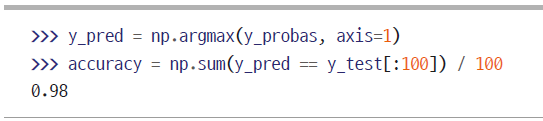 >>> y_pred = np.argmax(y_probas, axis=1)
>>> accuracy = np.sum(y_pred == y_test[:100]) / 100
0.98